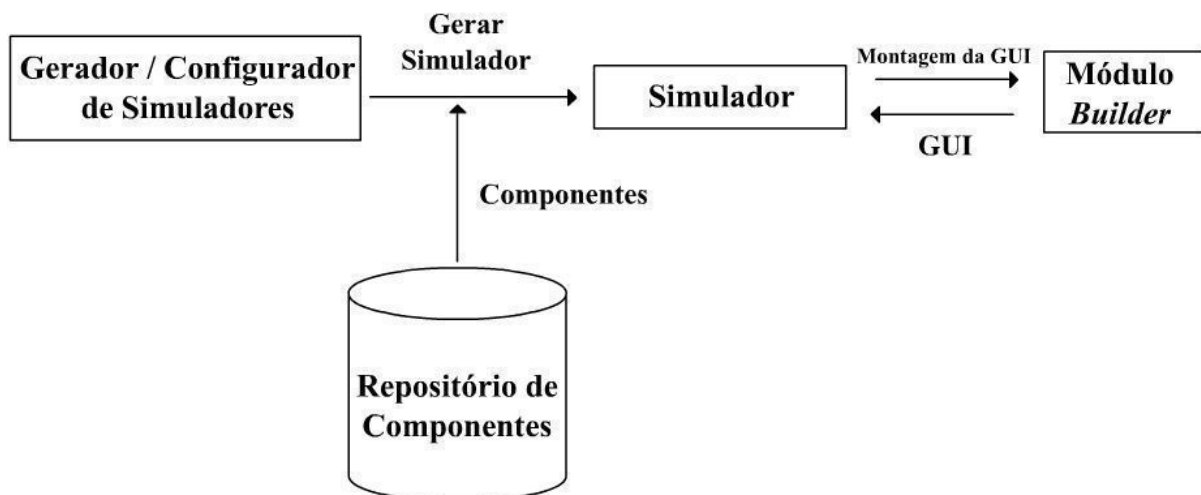 Gerador / Configurador
de Simuladores
Gerar
Simulador
Simulador
Montagem da GUI
GUI
Módulo
Builder
Componentes
Repositório de
Componentes